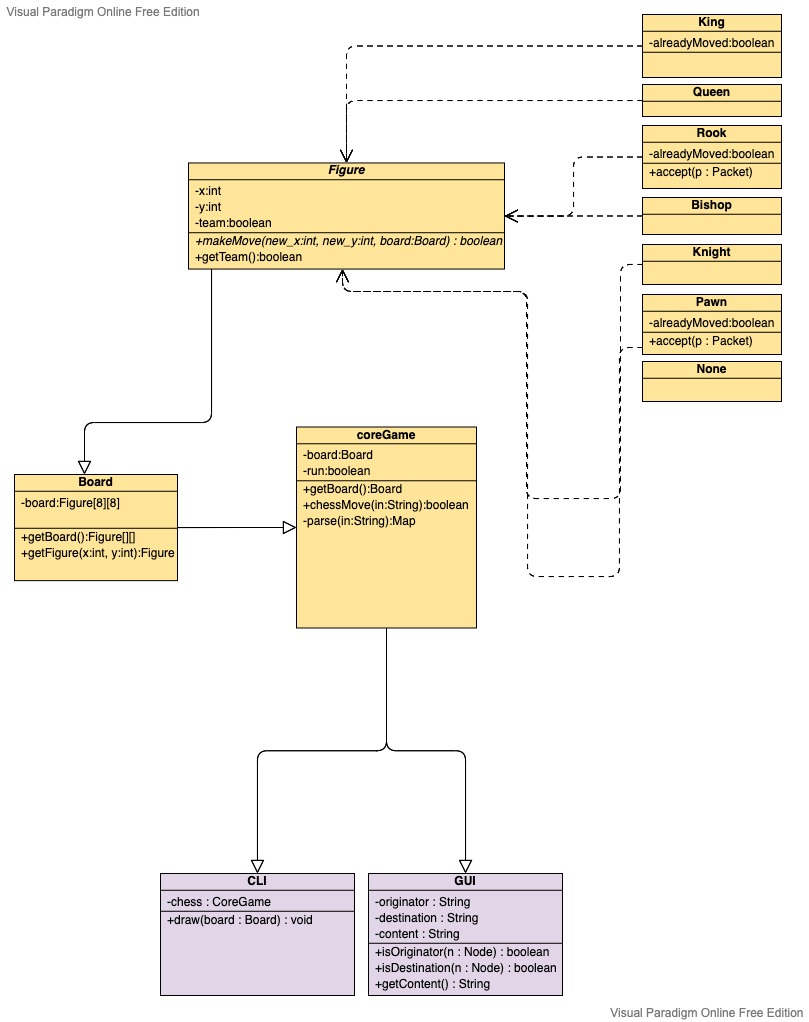 Visual Paradigm Online Free Edition
King
-alreadyMoved:boolean
Queen
Rook
-alreadyMoved:boolean
+accept(p : Packet)
Bishop
Knight
Pawn
-alreadyMoved:boolean
+accept(p : Packet)
None
Figure
-x:int
-y:int
-team:boolean
+makeMove(new_x:int, new_y:int, board:Board) : boolean
+getTeam():boolean
Board
-board:Figure[8][8]
+getBoard():Figure[][]
+getFigure(x:int, y:int):Figure
coreGame
-board:Board
-run:boolean
+getBoard():Board
+chessMove(in:String):boolean
-parse(in:String):Map
CLI
-chess : CoreGame
+draw(board : Board) : void
GUI
-originator : String
-destination : String
-content : String
+isOriginator(n : Node) : boolean
+isDestination(n : Node) : boolean
+getContent() : String
Visual Paradigm Online Free Edition